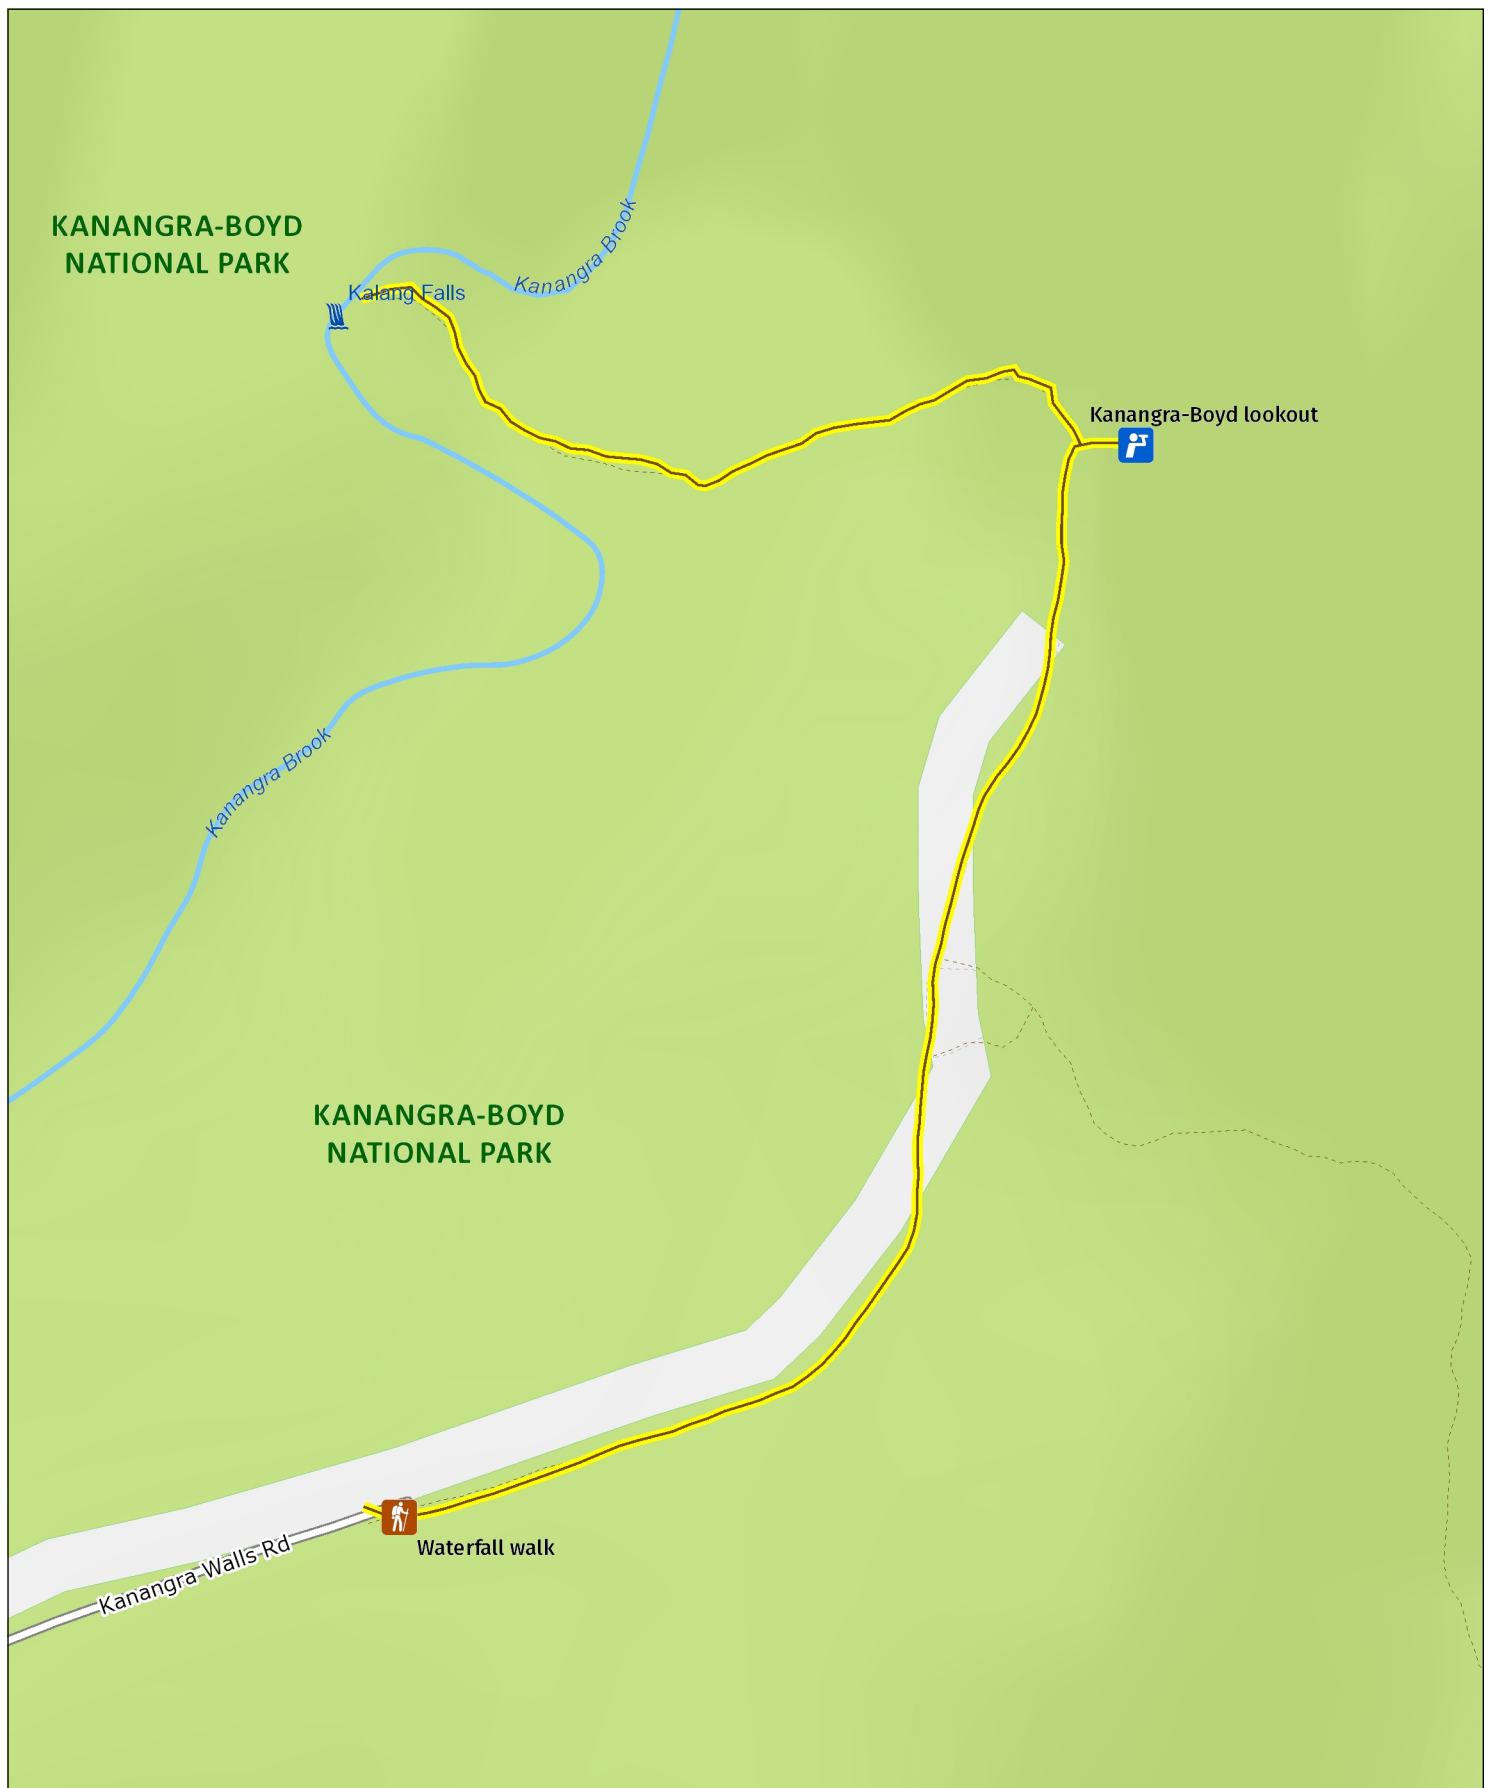 KANANGRA-BOYD
NATIONAL PARK
Kanangra Brook
Kalang Falls
Kanangra-Boyd lookout
Kanangra Brook
KANANGRA-BOYD
NATIONAL PARK
Waterfall walk
Kanangra Walls Rd